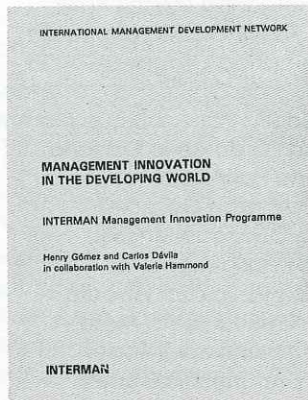 INTERNATIONAL MANAGEMENT DEVELOPMENT NETWORK
MANAGEMENT INNOVATION
IN THE DEVELOPING WORLD
INTERMAN Management Innovation Programme
Henry Gómez and Carlos Dávila
in collaboration with Valerie Hammond
INTERMAN